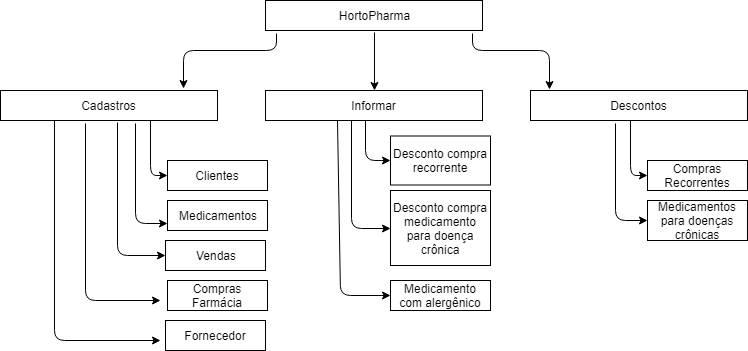 HortoPharma
Cadastros
Informar
Descontos
Clientes
Medicamentos
Vendas
Compras
Farmácia
Fornecedor
Desconto compra
recorrente
Desconto compra
medicamento
para doença
crônica
Medicamento
com alergênico
Compras
Recorrentes
Medicamentos
para doenças
crônicas